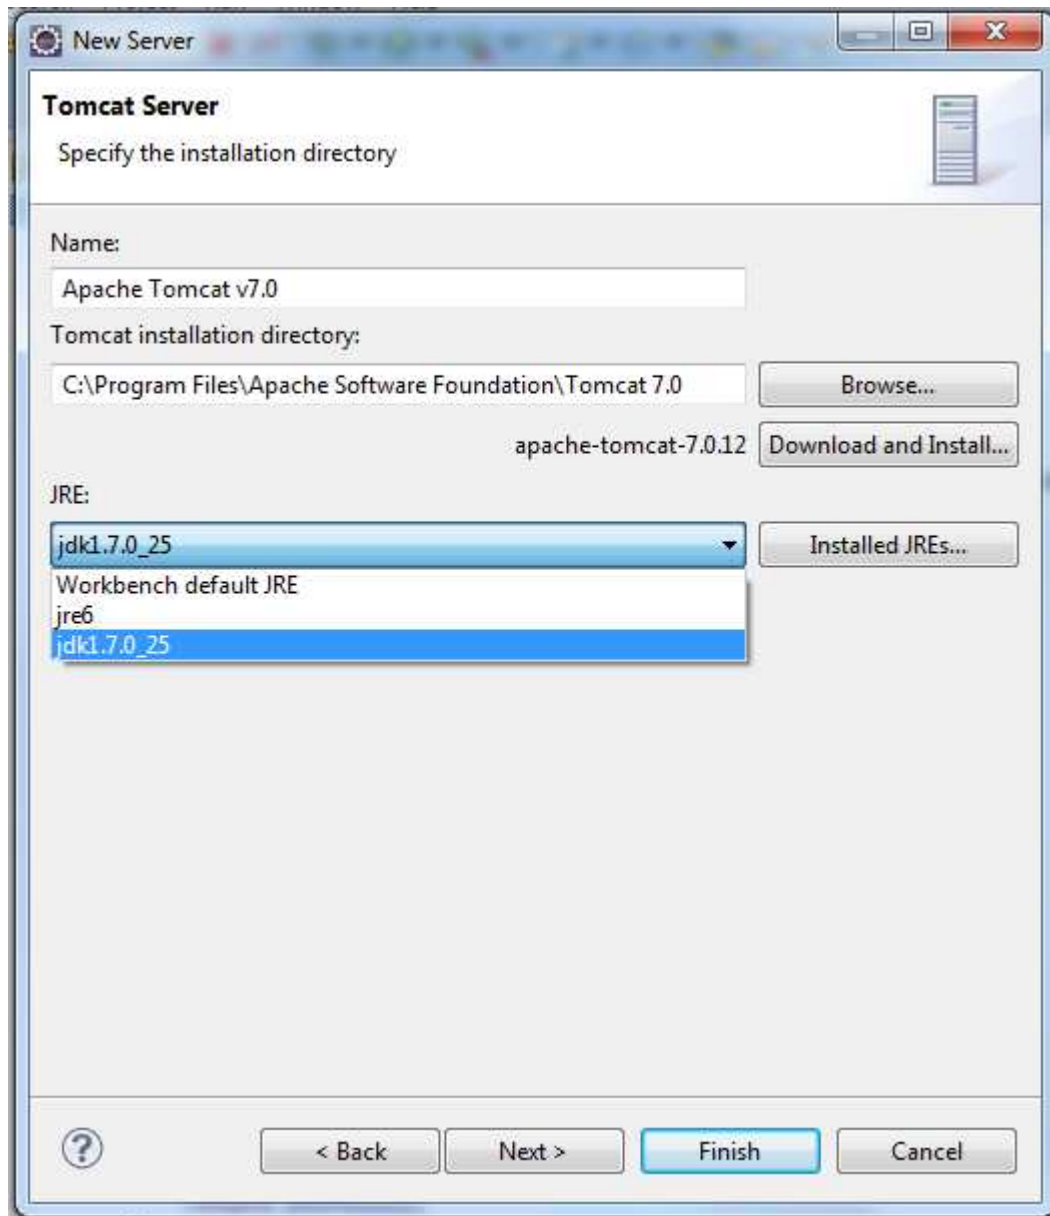 New Server
Tomcat Server
Specify the installation directory
Name:
Apache Tomcat v7.0
Tomcat installation directory:
C:\Program Files\Apache Software Foundation\Tomcat 7.0
Browse...
apache-tomcat-7.0.12
Download and Install...
JRE:
jdk1.7.0_25
Installed JREs...
Workbench default JRE
jre6
jdk1.7.0_25
?
< Back
Next >
Finish
Cancel